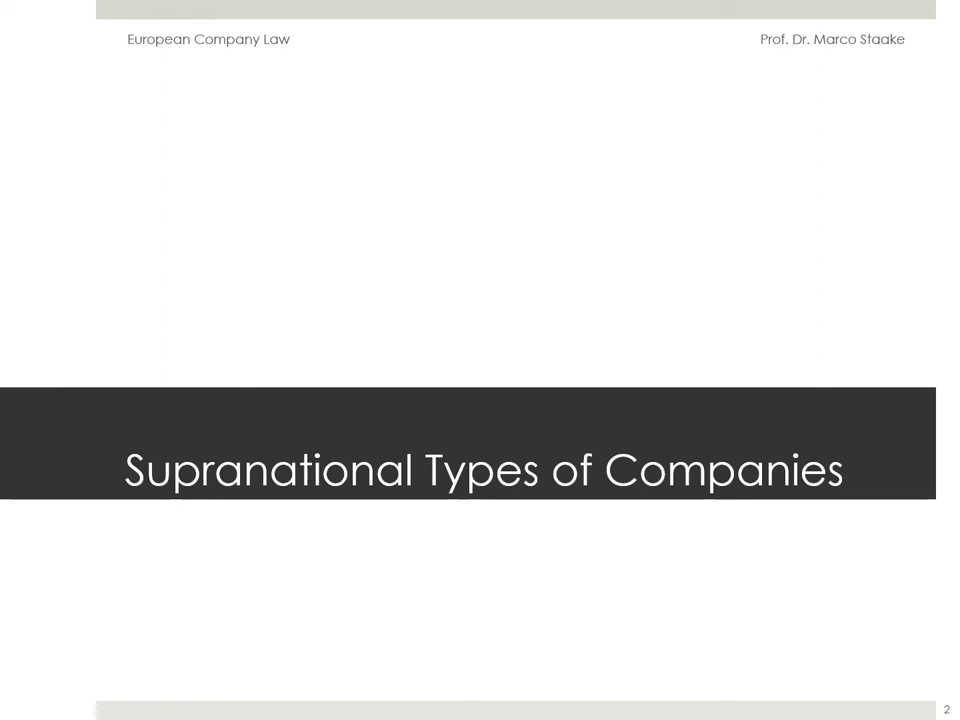 European Company Law
Prof. Dr. Marco Staake
Supranational Types of Companies
2